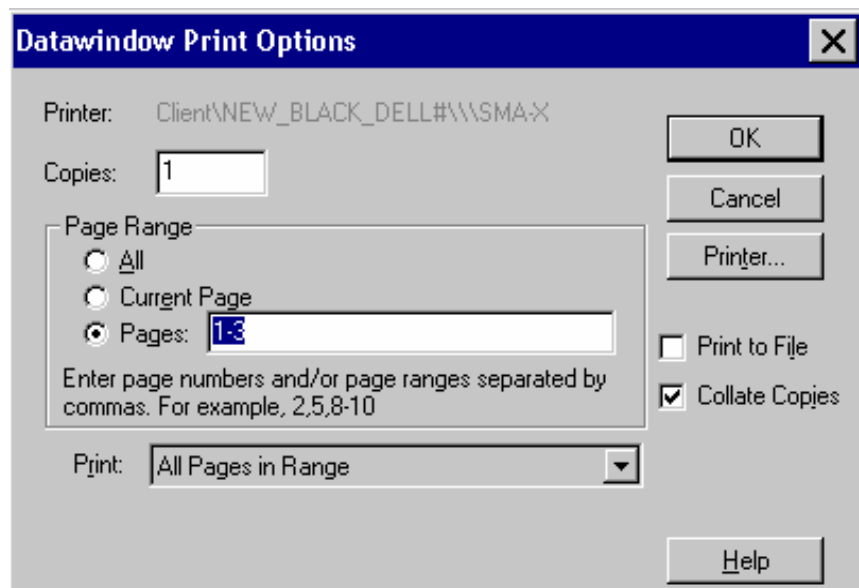 Datawindow Print Options
Printer: Client\NEW_BLACK_DELL#\\\SMA-X
OK
Copies: 1
Cancel
Page Range
All
Printer...
Current Page
Pages: 1-3
Print to File
Enter page numbers and/or page ranges separated by
commas. For example, 2,5,8-10
Collate Copies
Print: All Pages in Range
Help